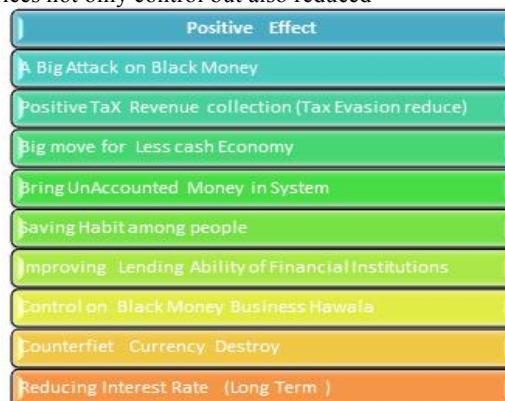 ices not only control but also reduced
Positive Effect
A Big Attack on Black Money
Positive TaX Revenue collection (Tax Evasion reduce)
Big move for Less cash Economy
Bring UnAccounted Money in System
Saving Habit among people
Improving Lending Ability of Financial Institutions
Control on Black Money Business Hawala
Counterfiet Currency Destroy
Reducing Interest Rate (Long Term )